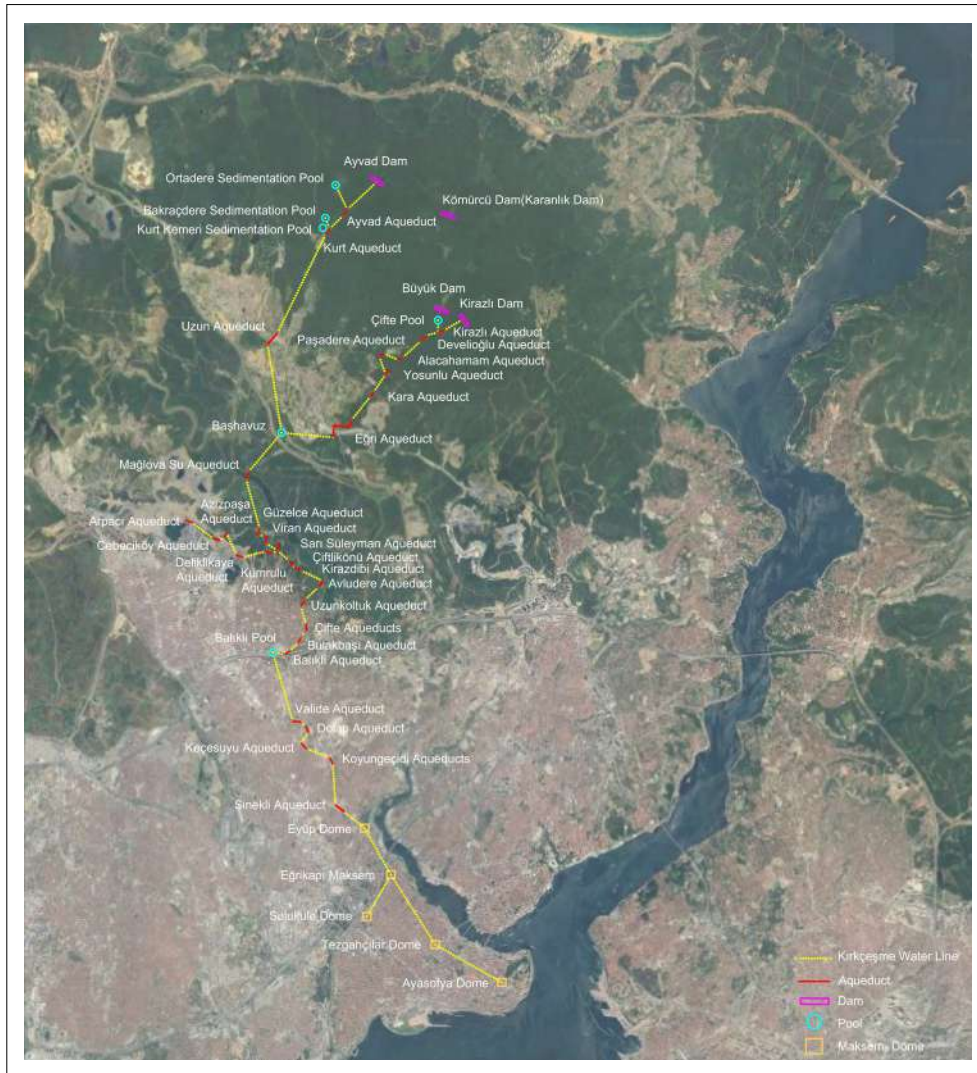 Ayvad Dam
Ortadere Sedimentation Pool
Kömürcü Dam(Karanlık Dam)
Bakraçdere Sedimentation Pool
Ayvad Aqueduct
Kurt Kemeri Sedimentation Pool
Kurt Aqueduct
Büyük Dam
Kirazlı Dam
Çifte Pool
Uzun Aqueduct
Kirazlı Aqueduct
Paşadere Aqueduct
Develioğlu Aqueduct
Alacahamam Aqueduct
Yosunlu Aqueduct
Kara Aqueduct
Başhavuz
Eğri Aqueduct
Mağlova Su Aqueduct
Azizpaşa
Aqueduct
Güzelce Aqueduct
Arpacı Aqueduct
Viran Aqueduct
Cebeciköy Aqueduct
Sarı Süleyman Aqueduct
Çiftlikönü Aqueduct
Deliklikaya
Aqueduct
Kumrulu
Aqueduct
Kirazdibi Aqueduct
Avludere Aqueduct
Uzunkoltuk Aqueduct
Çifte Aqueducts
Balıklı Pool
Burakbaşı Aqueduct
Balıklı Aqueduct
Valide Aqueduct
Dolap Aqueduct
Keçesuyu Aqueduct
Koyungeçidi Aqueducts
Sinekli Aqueduct
Eyüp Dome
Eğrikapı Maksem
Sulukule Dome
Tezgahçılar Dome
Ayasofya Dome
Kırkçeşme Water Line
Aqueduct
Dam
Pool
Maksem, Dome